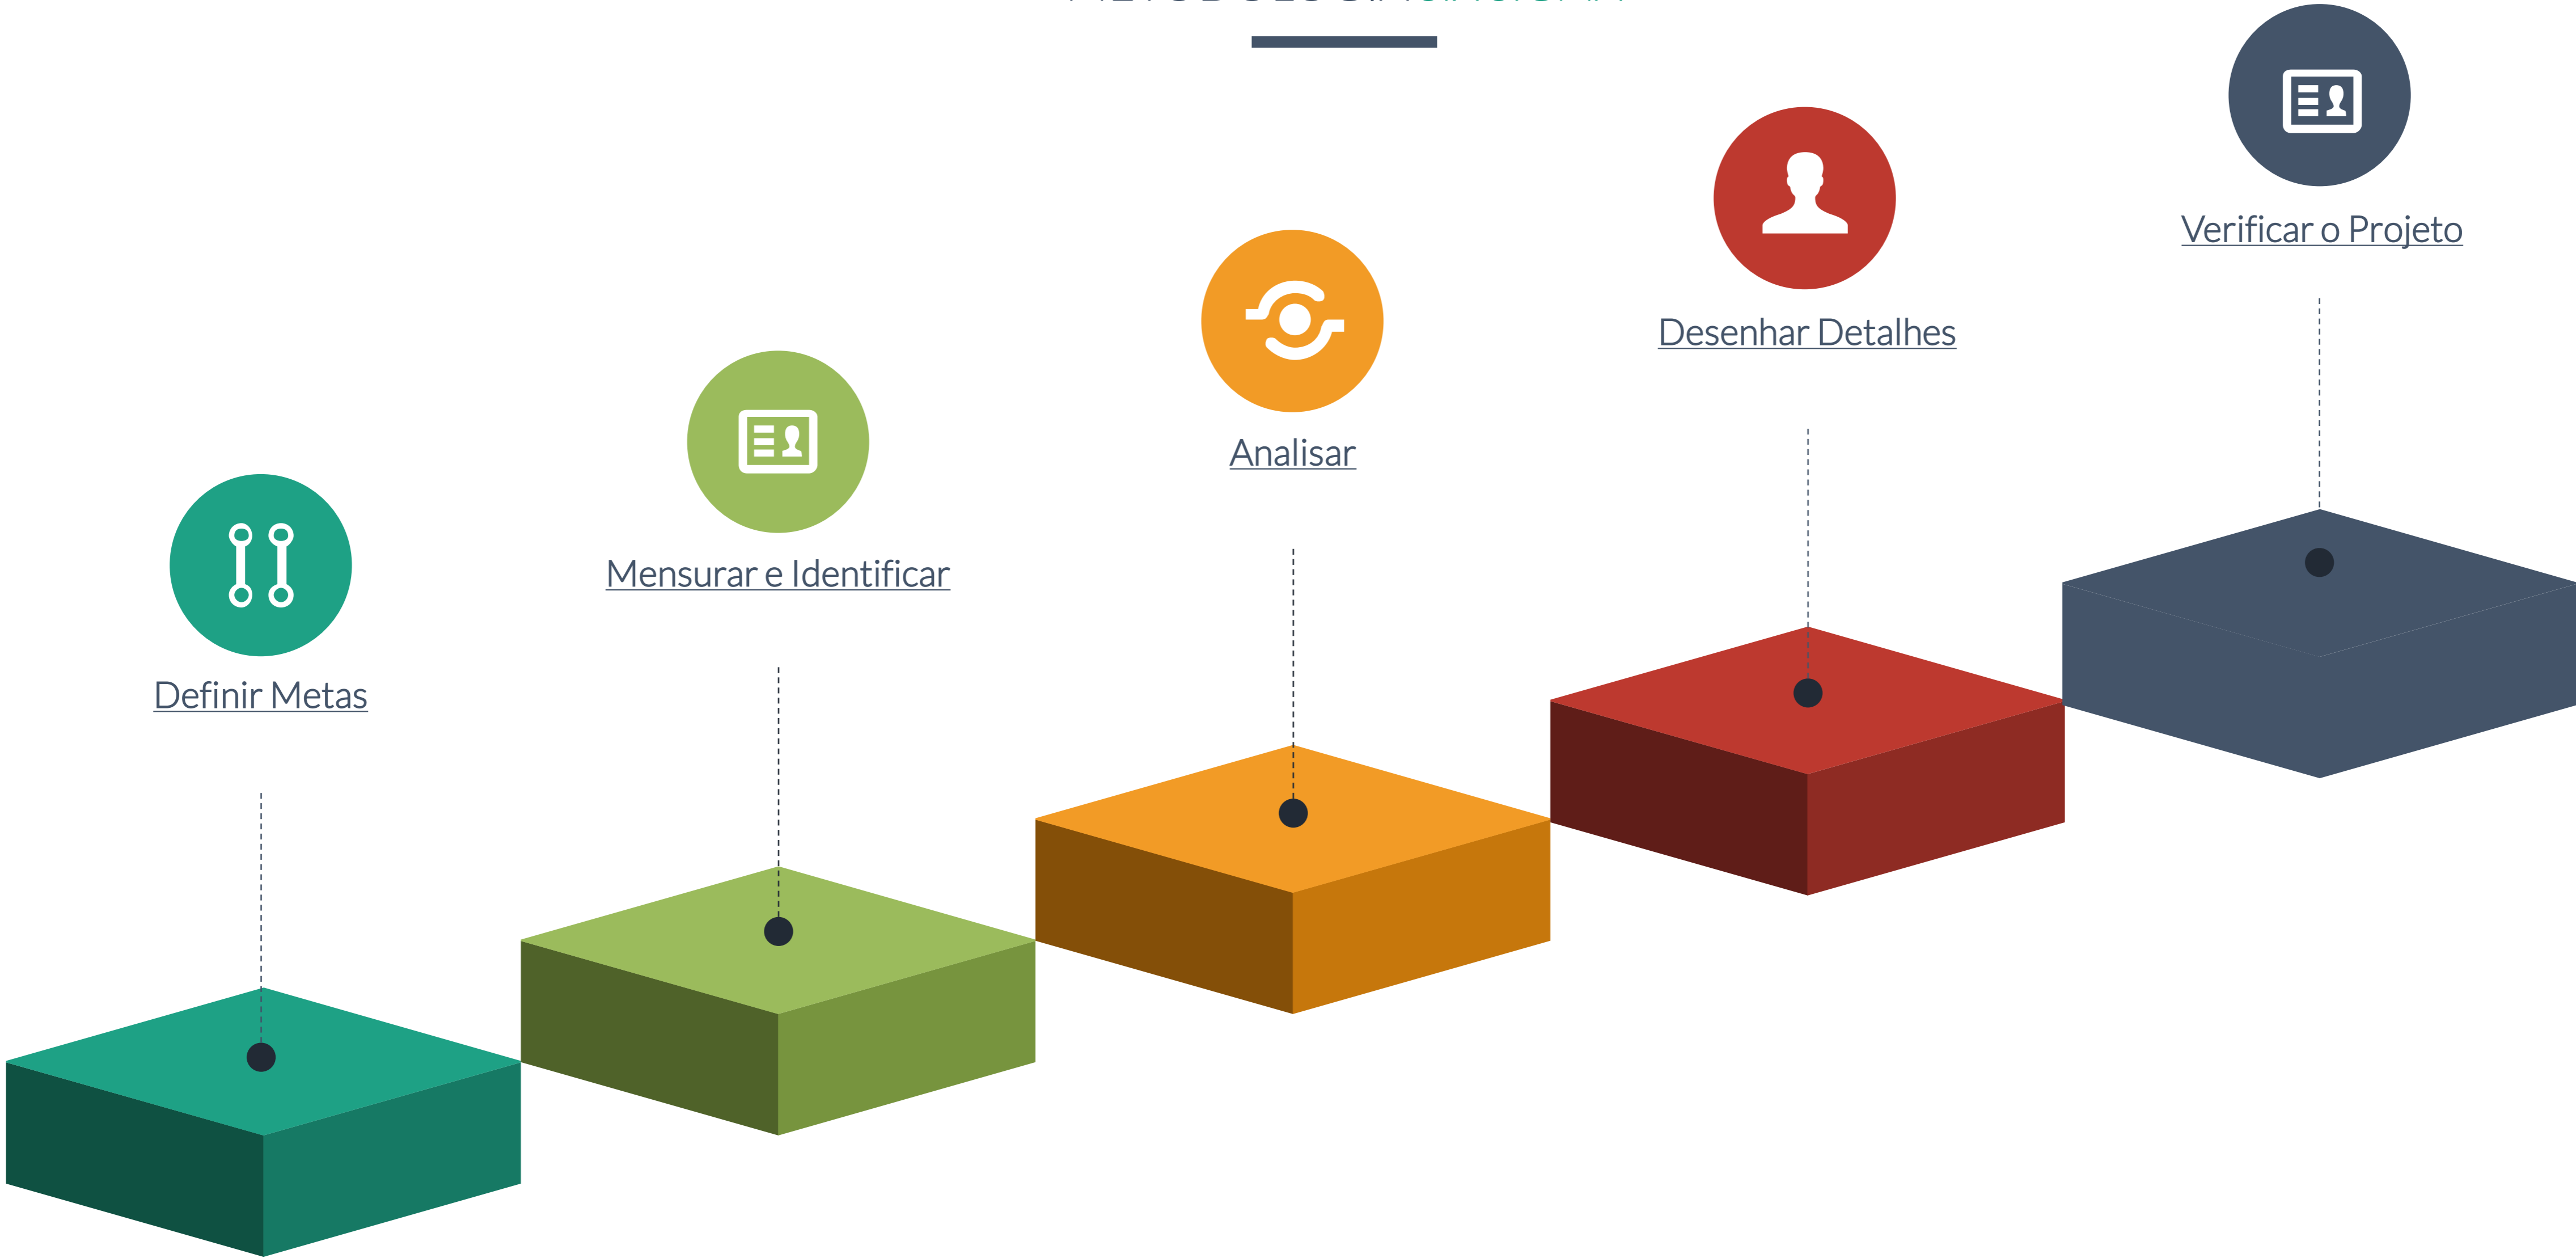 Verificar o Projeto
Desenhar Detalhes
Analisar
Mensurar e Identificar
Definir Metas